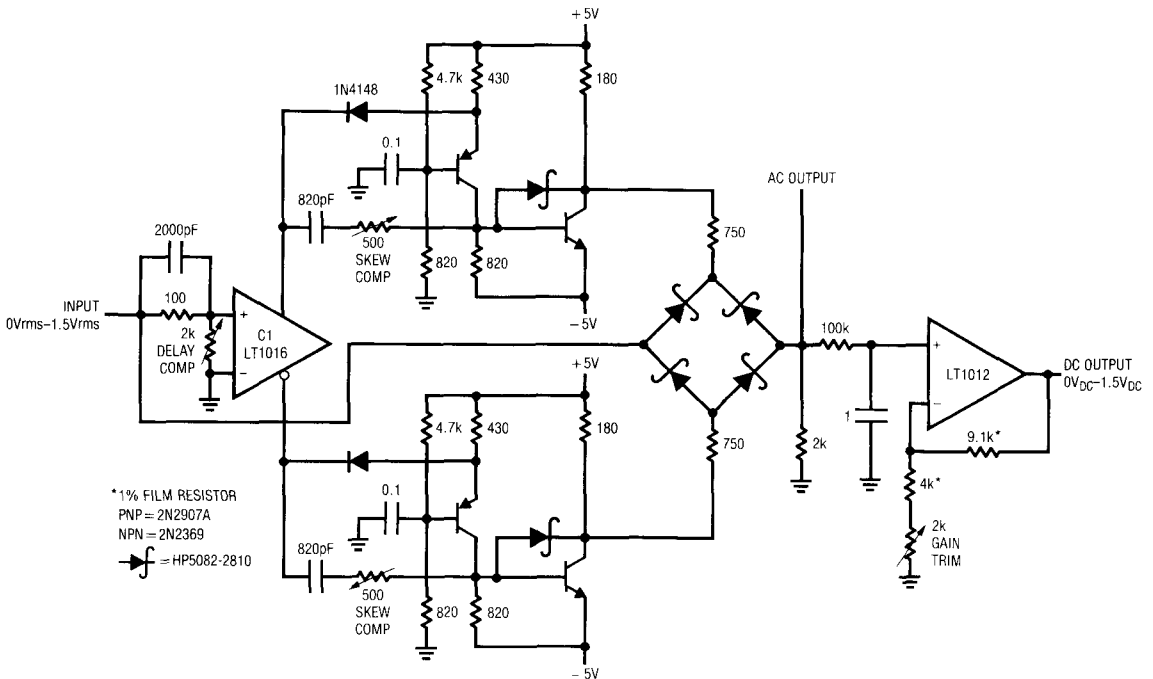 +5V
4.7k
430
180
1N4148
0.1
AC OUTPUT
820pF
500
SKEW
COMP
820
820
750
2000pF
INPUT
0Vrms–1.5Vrms
100
2k
DELAY
COMP
+
−
C1
LT1016
−5V
100k
+
−
LT1012
DC OUTPUT
0VDC–1.5VDC
+5V
4.7k
430
180
750
2k
1
9.1k*
4k*
2k
GAIN
TRIM
0.1
820pF
500
SKEW
COMP
820
820
−5V
*1% FILM RESISTOR
PNP = 2N2907A
NPN = 2N2369
= HP5082-2810